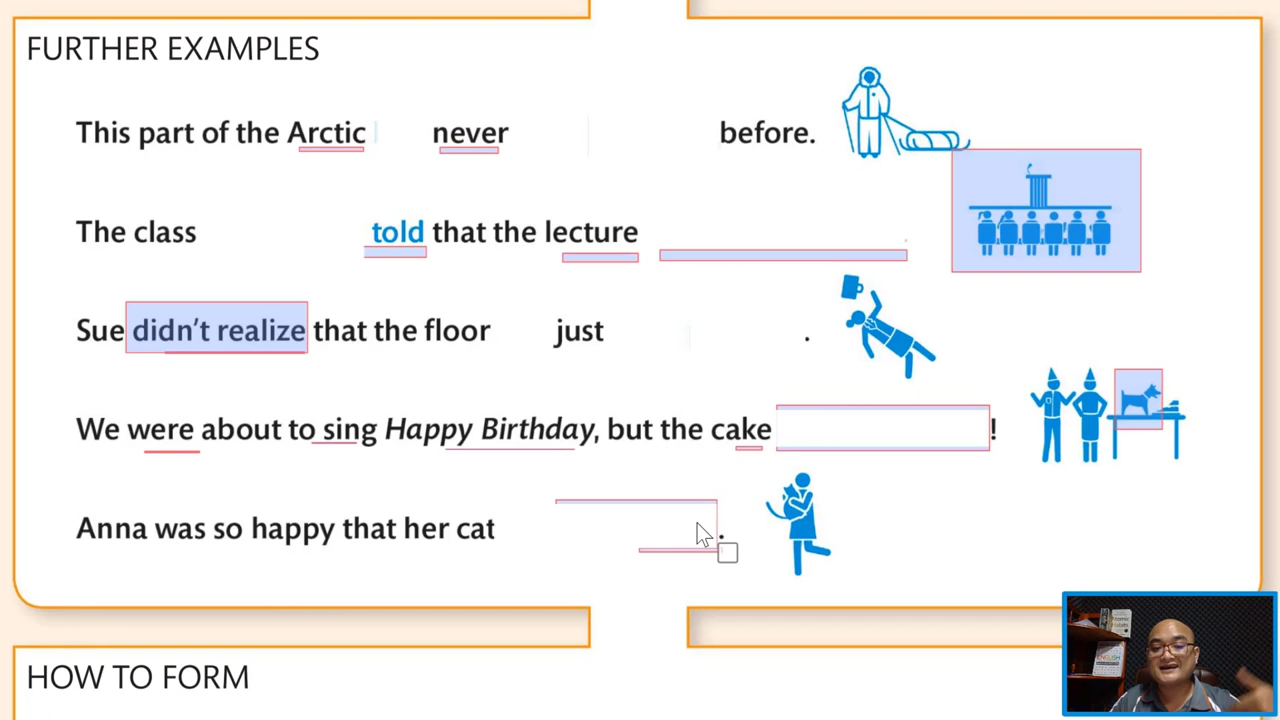 FURTHER EXAMPLES
This part of the Arctic never before.
The class told that the lecture .
Sue didn't realize that the floor just .
We were about to sing Happy Birthday, but the cake !
Anna was so happy that her cat .
HOW TO FORM
ENGLISH